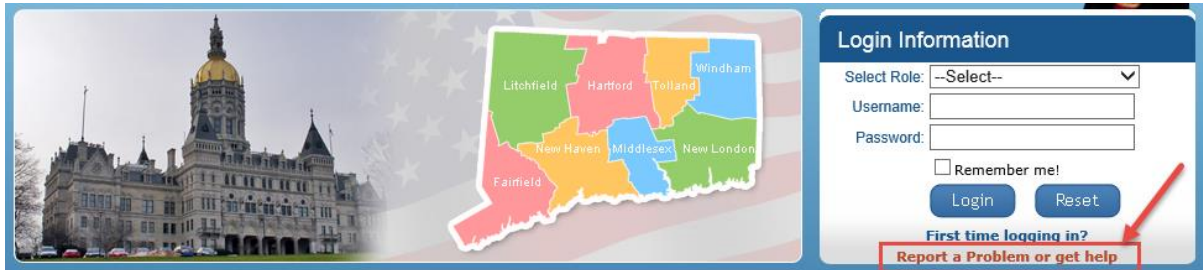 Litchfield
Hartford
Tolland
Windham
New Haven
Middlesex
New London
Fairfield
Login Information
Select Role: --Select--
Username:
Password:
Remember me!
Login Reset
First time logging in?
Report a Problem or get help